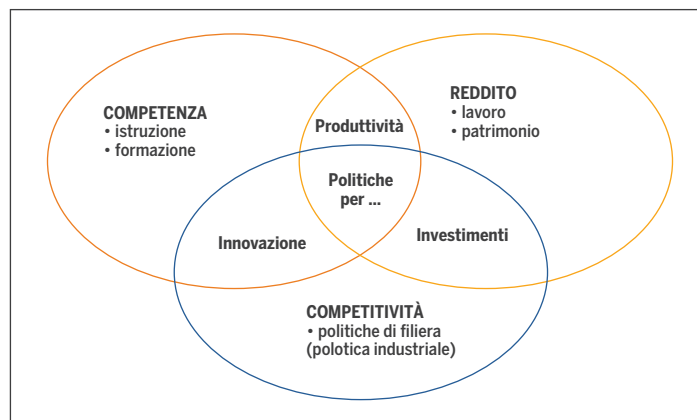 COMPETENZA
• istruzione
• formazione
REDDITO
• lavoro
• patrimonio
Produttività
Politiche
per ...
Innovazione
Investimenti
COMPETITIVITÀ
• politiche di filiera
(polotica industriale)